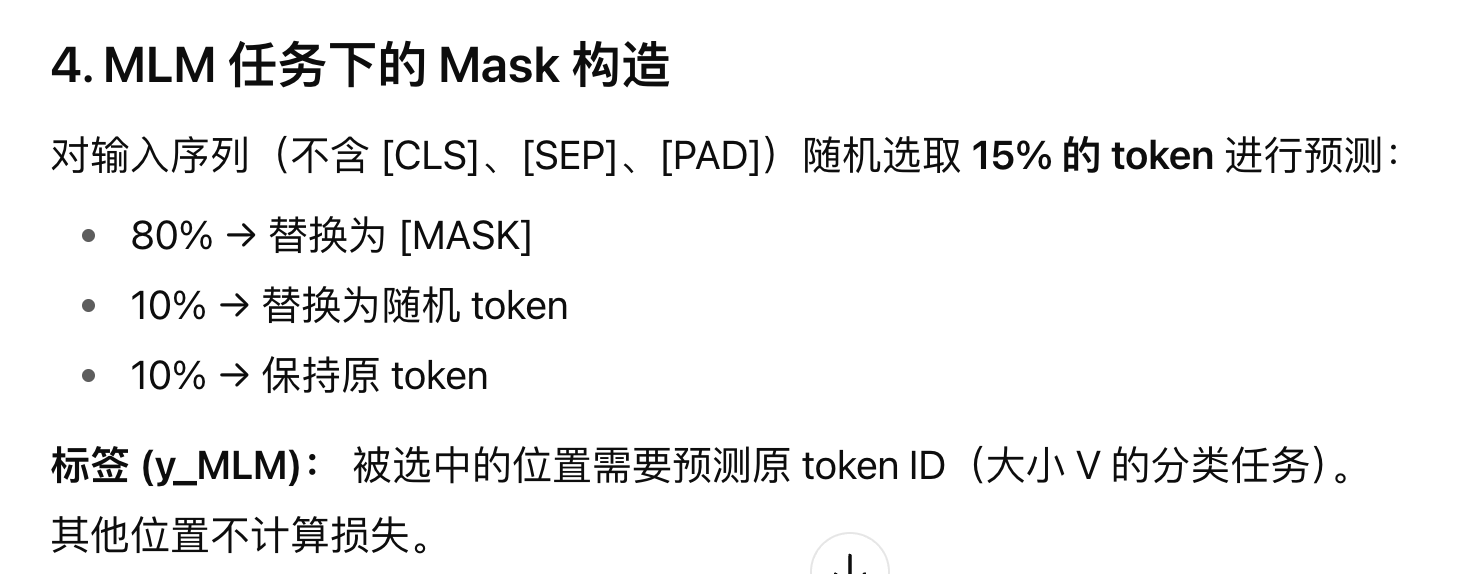 4. MLM 任务下的 Mask 构造
对输入序列（不含 [CLS]、[SEP]、[PAD]）随机选取 15% 的 token 进行预测：
• 80% → 替换为 [MASK]
• 10% → 替换为随机 token
• 10% → 保持原 token
标签 (y_MLM)： 被选中的位置需要预测原 token ID（大小 V 的分类任务）。
其他位置不计算损失。